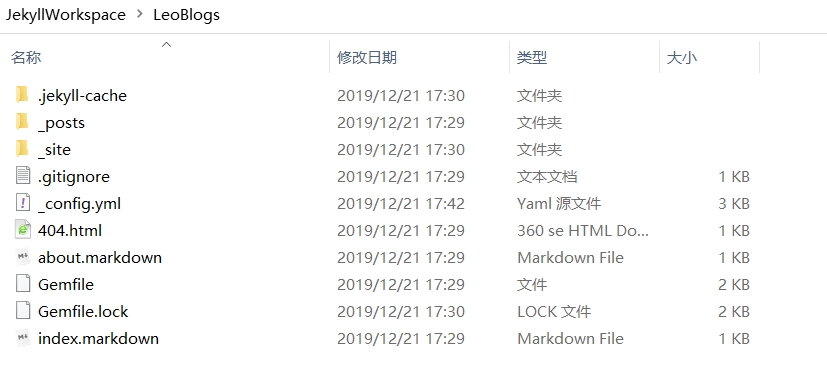 JekyllWorkspace > LeoBlogs
名称 修改日期 类型 大小
.jekyll-cache 2019/12/21 17:30 文件夹
_posts 2019/12/21 17:29 文件夹
_site 2019/12/21 17:30 文件夹
.gitignore 2019/12/21 17:29 文本文档 1 KB
_config.yml 2019/12/21 17:42 Yaml 源文件 3 KB
404.html 2019/12/21 17:29 360 se HTML Do... 1 KB
about.markdown 2019/12/21 17:29 Markdown File 1 KB
Gemfile 2019/12/21 17:29 文件 2 KB
Gemfile.lock 2019/12/21 17:30 LOCK 文件 2 KB
index.markdown 2019/12/21 17:29 Markdown File 1 KB